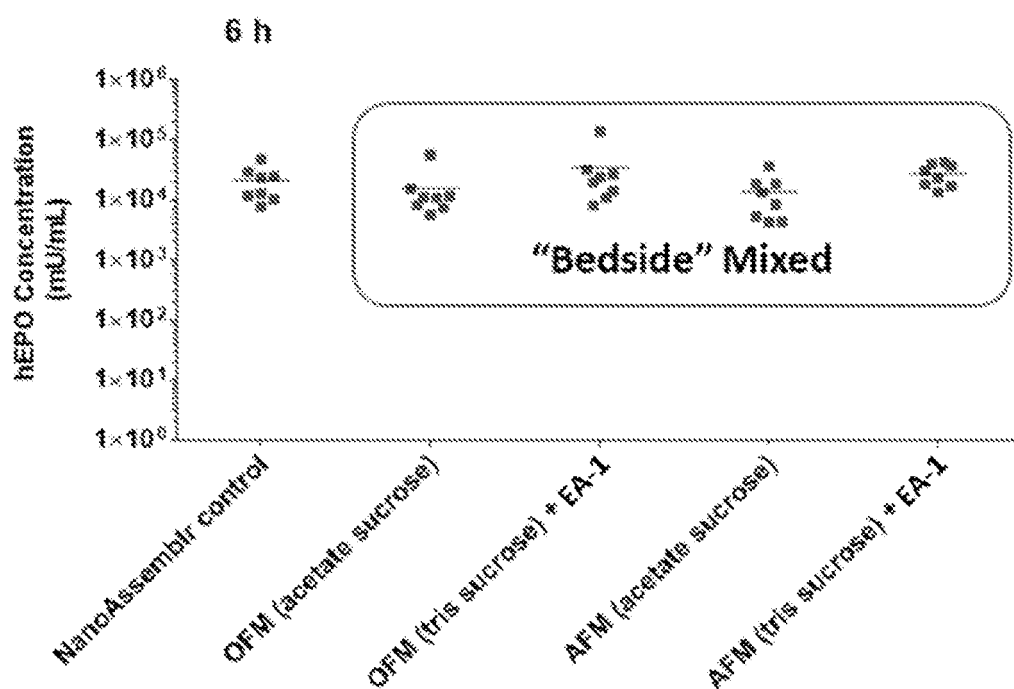 6 h
hEPO Concentration
(mU/mL)
1×10⁶
1×10⁵
1×10⁴
1×10³
1×10²
1×10¹
1×10⁰
“Bedside” Mixed
NanoAssemblr control
OFM (acetate sucrose)
OFM (tris sucrose) + EA-1
AFM (acetate sucrose)
AFM (tris sucrose) + EA-1